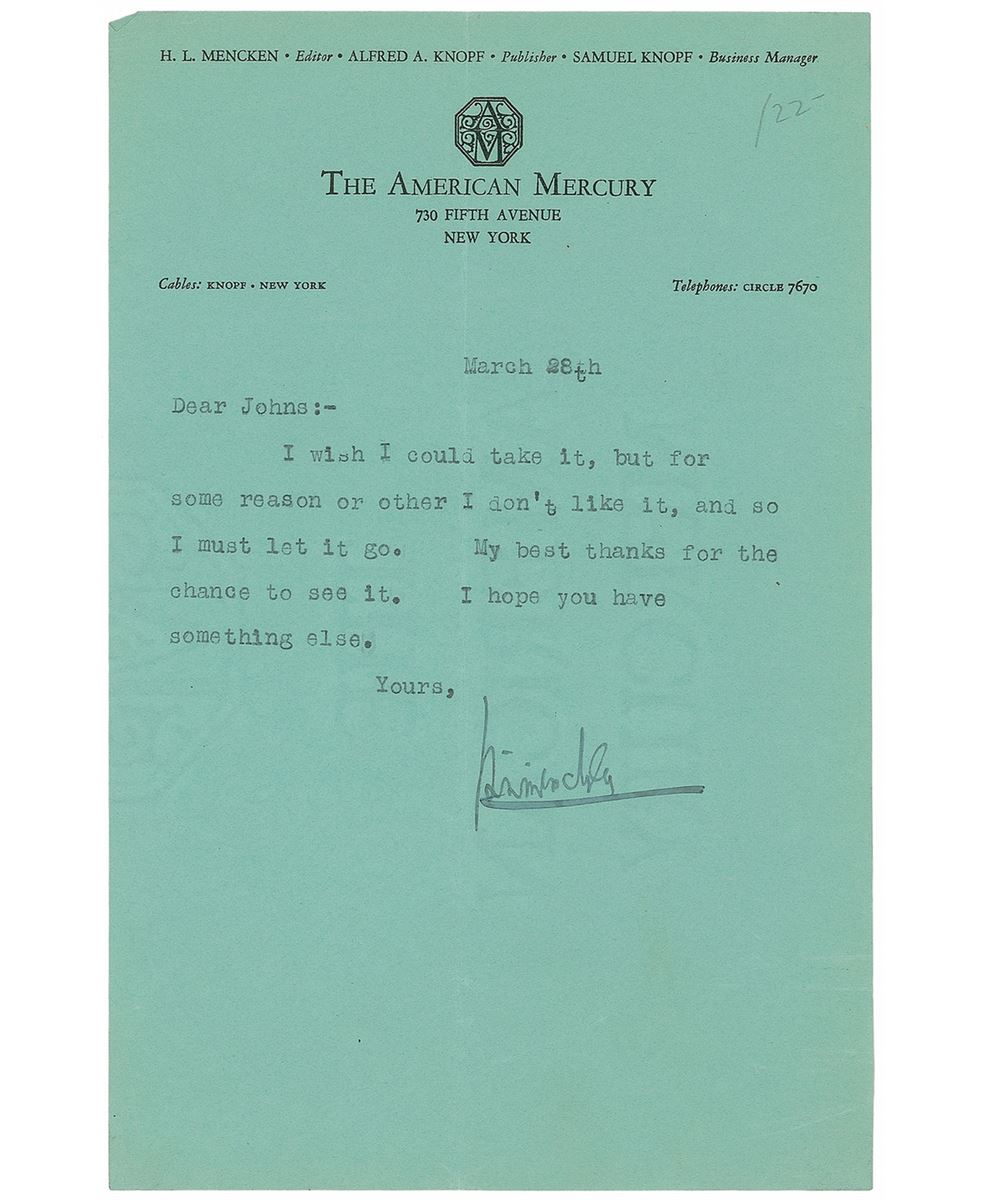 H. L. MENCKEN • Editor • ALFRED A. KNOPF • Publisher • SAMUEL KNOPF • Business Manager
122-
AM
THE AMERICAN MERCURY
730 FIFTH AVENUE
NEW YORK
Cables: KNOPF • NEW YORK
Telephones: CIRCLE 7670
March 28th
Dear Johns:-
I wish I could take it, but for
some reason or other I don't like it, and so
I must let it go. My best thanks for the
chance to see it. I hope you have
something else.
Yours,